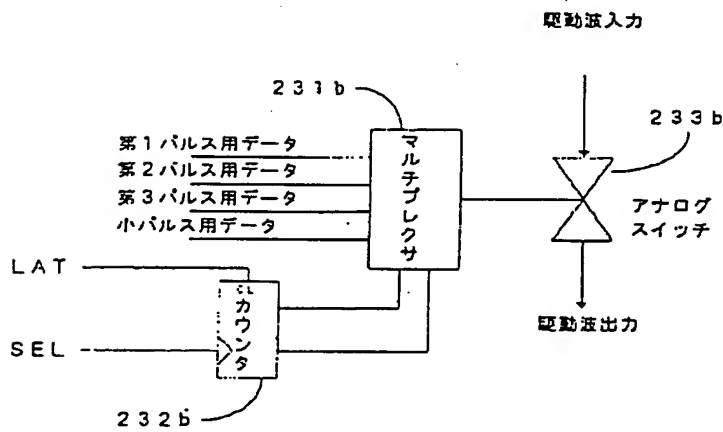 駆動波入力
231b
233b
第1パルス用データ
第2パルス用データ
第3パルス用データ
小パルス用データ
マルチプレクサ
アナログ
スイッチ
LAT
CL
カウンタ
SEL
駆動波出力
232b